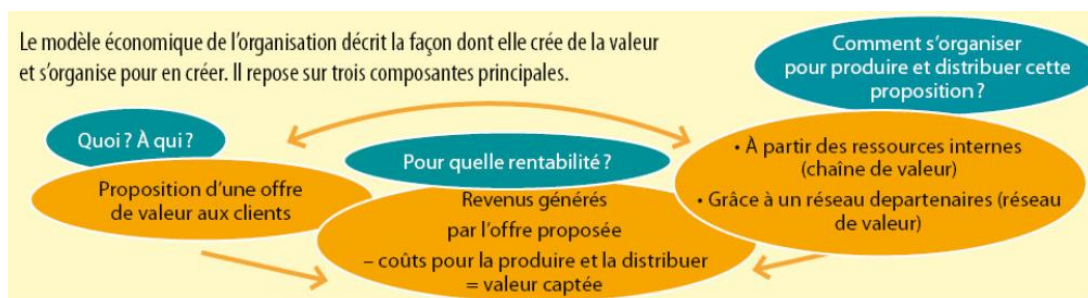 Le modèle économique de l'organisation décrit la façon dont elle crée de la valeur
et s'organise pour en créer. Il repose sur trois composantes principales.
Comment s'organiser
pour produire et distribuer cette
proposition ?
Quoi ? À qui ?
Proposition d'une offre
de valeur aux clients
Pour quelle rentabilité ?
Revenus générés
par l'offre proposée
– coûts pour la produire et la distribuer
= valeur captée
• À partir des ressources internes
(chaîne de valeur)
• Grâce à un réseau departenaires (réseau
de valeur)